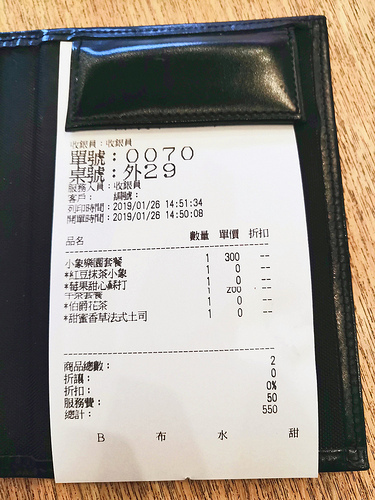 收銀員：收銀員
單號：0070
桌號：外29
服務人員：收銀員
客戶： 編號：
列印時間：2019/01/26 14:51:34
開單時間：2019/01/26 14:50:08
品名 數量 單價 折扣
小象樂園套餐 1 300 --
*紅豆抹茶小象 1 0 --
*莓果甜心蘇打 1 0 --
午茶套餐 1 200 --
*伯爵花茶 1 0 --
*甜蜜香草法式土司 1 0 --
商品總數： 2
折讓： 0
折扣： 0%
服務費： 50
總計： 550
B 布 水 甜